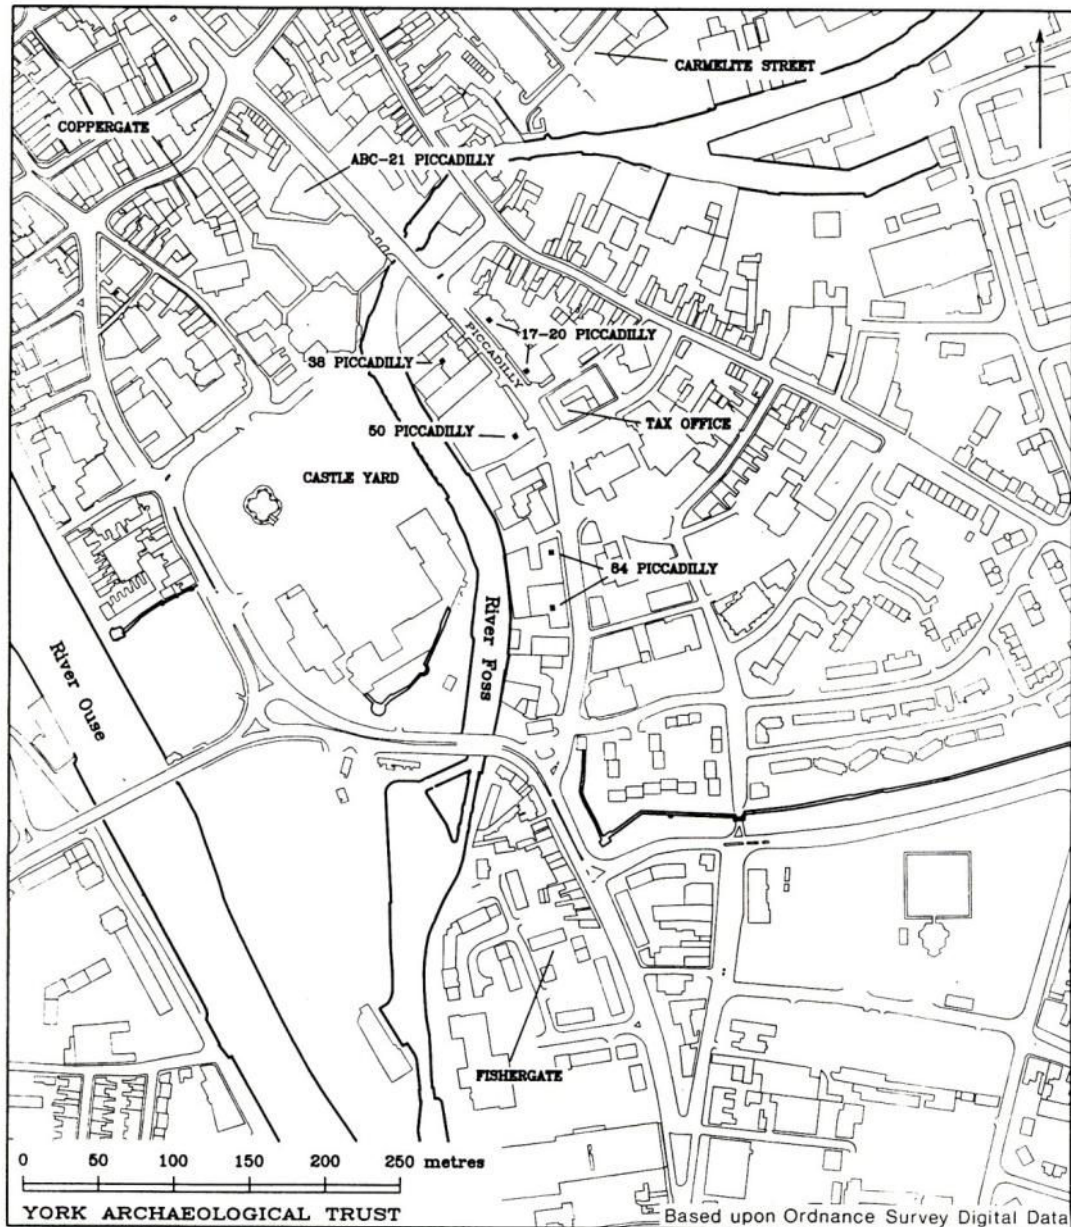 CARMELITE STREET
COPPERGATE
ABC-21 PICCADILLY
17-20 PICCADILLY
PICCADILLY
38 PICCADILLY
TAX OFFICE
50 PICCADILLY
CASTLE YARD
84 PICCADILLY
River Foss
River Ouse
FISHERGATE
0 50 100 150 200 250 metres
YORK ARCHAEOLOGICAL TRUST
Based upon Ordnance Survey Digital Data